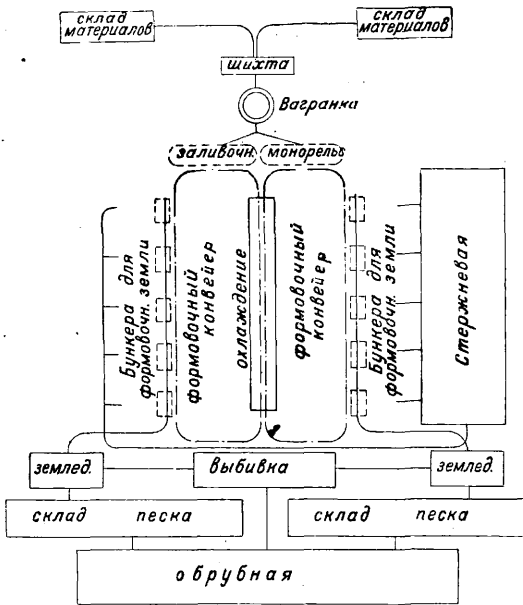 склад
материалов
склад
материалов
шихта
Вагранка
заливочн.
монорельс
Бункера для
формовочн. земли
формовочный
конвейер
охлаждение
формовочный
конвейер
Бункера для
формовочн. земли
Стержневая
землед.
выбивка
землед.
склад песка
склад песка
обрубная